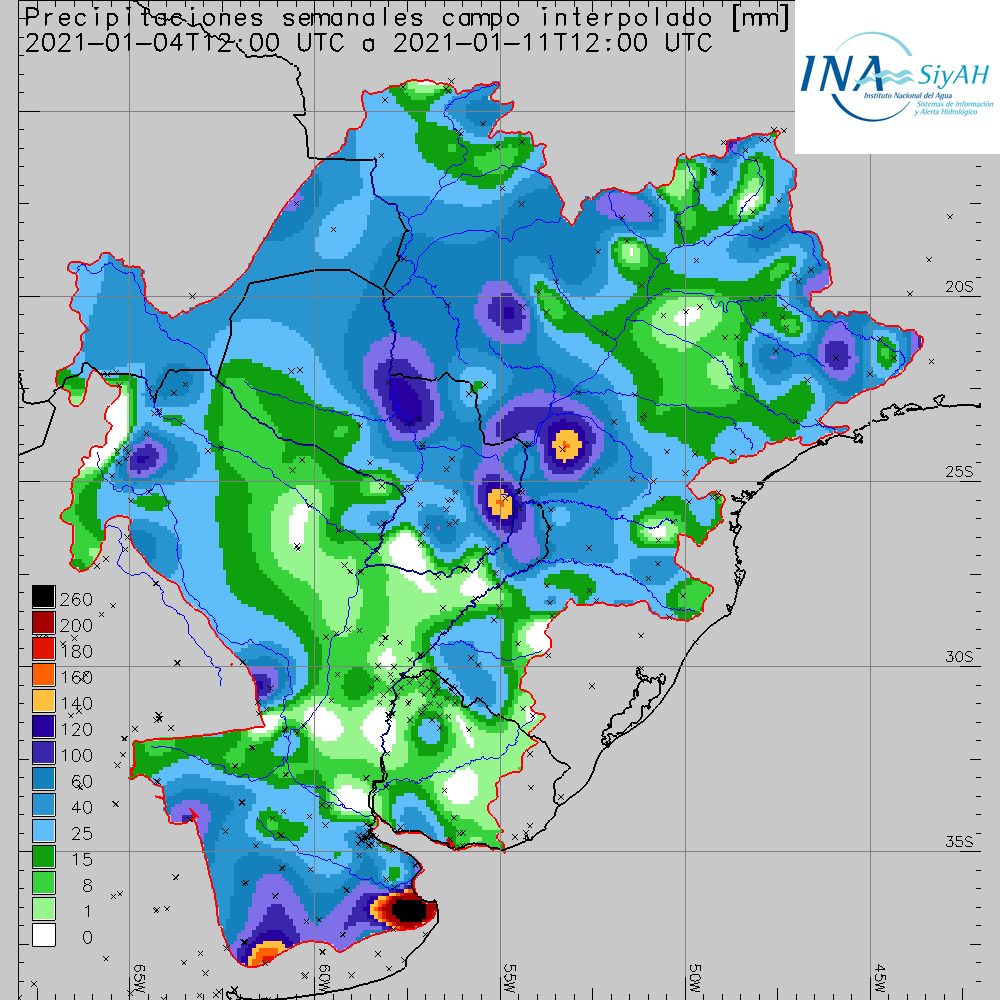 Precipitaciones semanales campo interpolado [mm]
2021-01-04T12:00 UTC a 2021-01-11T12:00 UTC
INA SiyAH
Instituto Nacional del Agua
Sistemas de información
y Alerta Hidrológico
20S
25S
30S
35S
260
200
180
160
140
120
100
60
40
25
15
8
1
0
65W
60W
55W
50W
45W